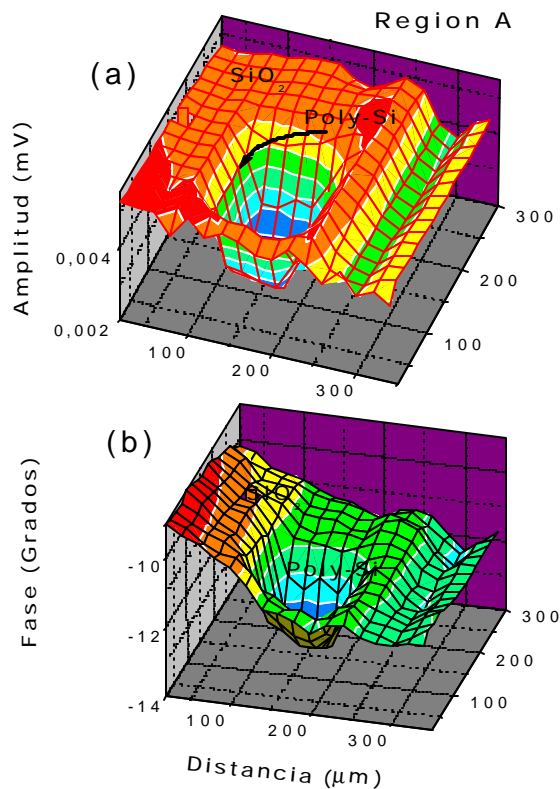 Region A
(a)
SiO2
Poly-Si
Amplitud (mV)
0,004
0,002
100
200
300
100
200
300
(b)
SiO2
Poly-Si
Fase (Grados)
-10
-12
-14
100
200
300
100
200
300
Distancia (μm)